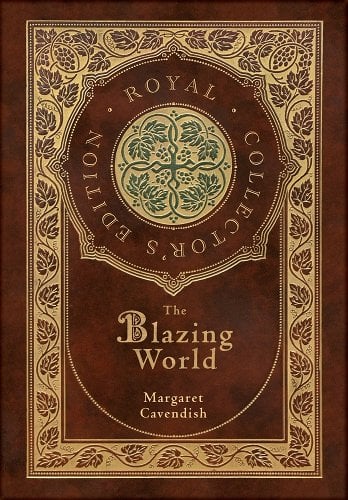 ROYAL COLLECTOR'S EDITION
The
Blazing
World
Margaret
Cavendish